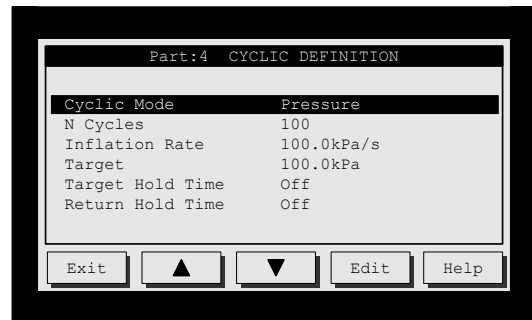 Part:4 CYCLIC DEFINITION
Cyclic Mode Pressure
N Cycles 100
Inflation Rate 100.0kPa/s
Target 100.0kPa
Target Hold Time Off
Return Hold Time Off
Exit ▲ ▼ Edit Help